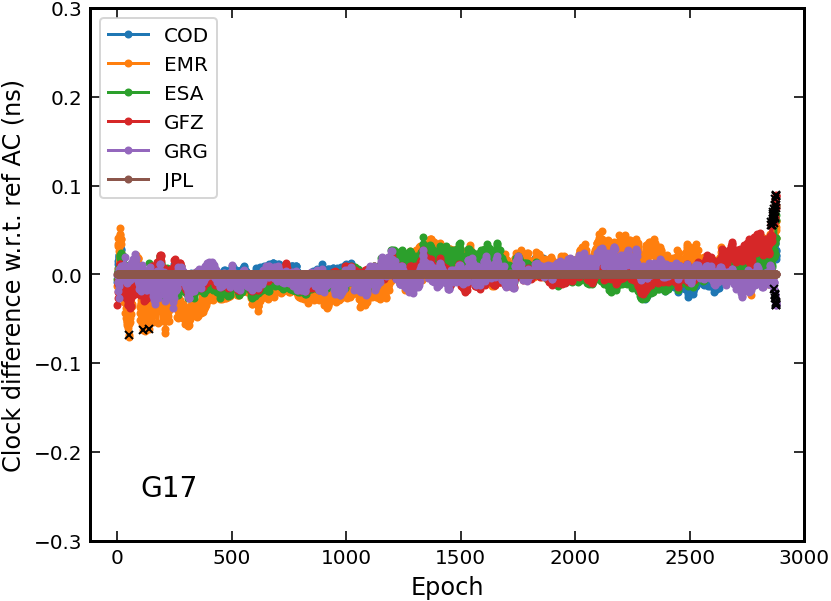 0.3
0.2
0.1
0.0
−0.1
−0.2
−0.3
Clock difference w.r.t. ref AC (ns)
COD
EMR
ESA
GFZ
GRG
JPL
G17
0 500 1000 1500 2000 2500 3000
Epoch